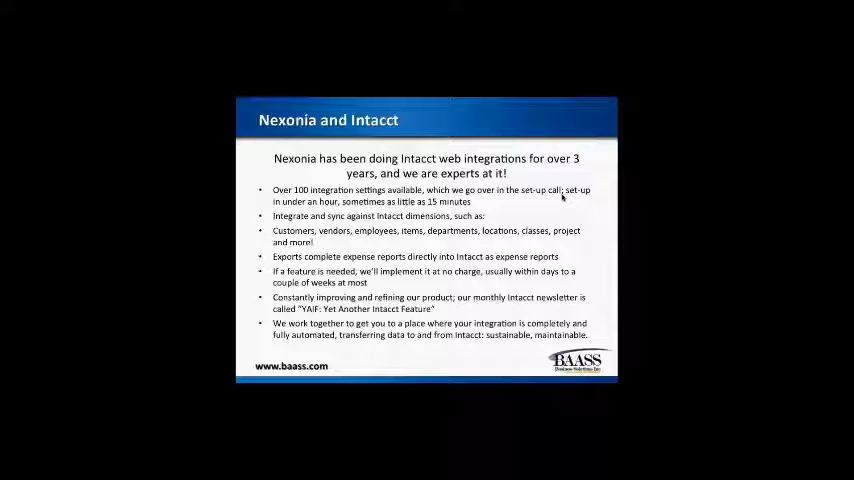 Nexonia and Intacct
Nexonia has been doing Intacct web integrations for over 3
years, and we are experts at it!
• Over 100 integration settings available, which we go over in the set-up call; set-up
in under an hour, sometimes as little as 15 minutes
• Integrate and sync against Intacct dimensions, such as:
• Customers, vendors, employees, items, departments, locations, classes, project
and more!
• Exports complete expense reports directly into Intacct as expense reports
• If a feature is needed, we'll implement it at no charge, usually within days to a
couple of weeks at most
• Constantly improving and refining our product; our monthly Intacct newsletter is
called "YAIF: Yet Another Intacct Feature"
• We work together to get you to a place where your integration is completely and
fully automated, transferring data to and from Intacct: sustainable, maintainable.
www.baass.com
BAASS
Business Solutions Inc